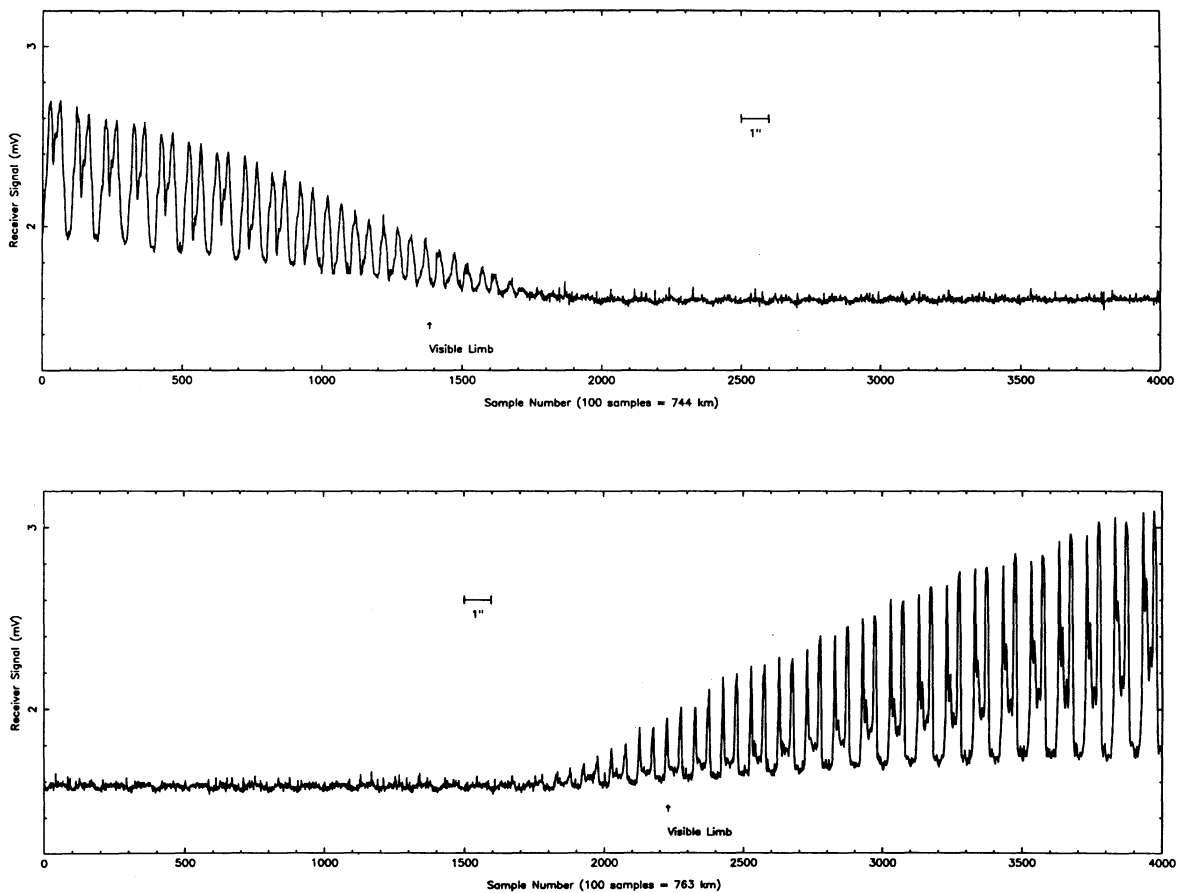 3
2
Receiver Signal (mV)
1"
↑
Visible Limb
0 500 1000 1500 2000 2500 3000 3500 4000
Sample Number (100 samples = 744 km)
3
2
Receiver Signal (mV)
1"
↑
Visible Limb
0 500 1000 1500 2000 2500 3000 3500 4000
Sample Number (100 samples = 763 km)